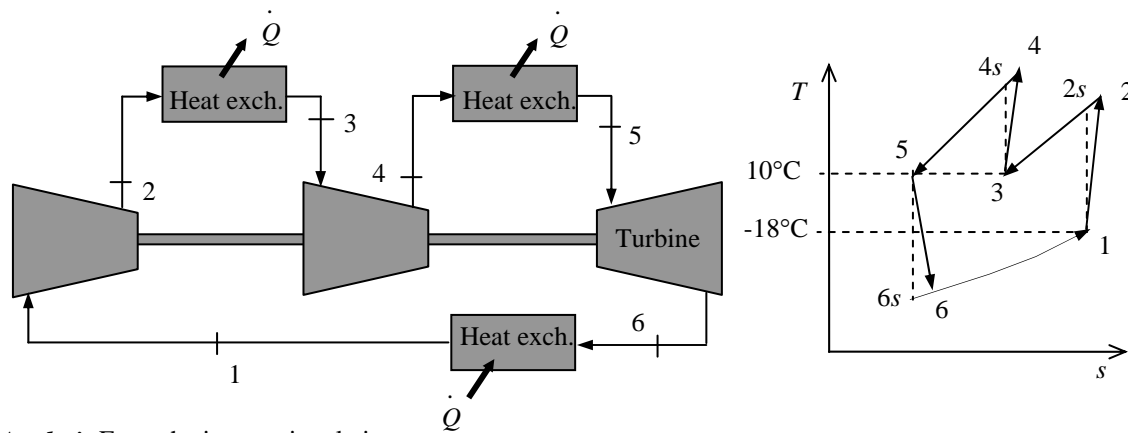 Q̇
Heat exch.
2
3
Q̇
Heat exch.
4
5
Turbine
6
Heat exch.
Q̇
1
T
s
10°C
-18°C
1
2s
2
3
4s
4
5
6s
6